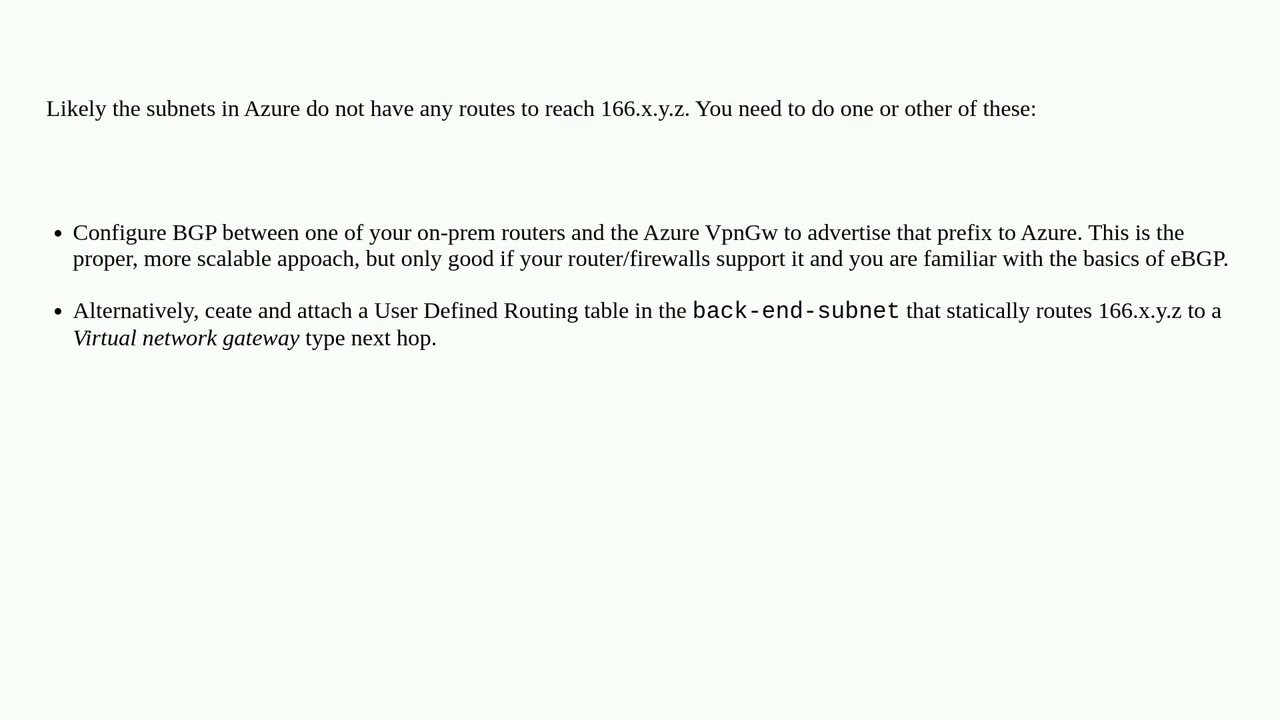 Likely the subnets in Azure do not have any routes to reach 166.x.y.z. You need to do one or other of these:
• Configure BGP between one of your on-prem routers and the Azure VpnGw to advertise that prefix to Azure. This is the
proper, more scalable appoach, but only good if your router/firewalls support it and you are familiar with the basics of eBGP.
• Alternatively, ceate and attach a User Defined Routing table in the back-end-subnet that statically routes 166.x.y.z to a
Virtual network gateway type next hop.